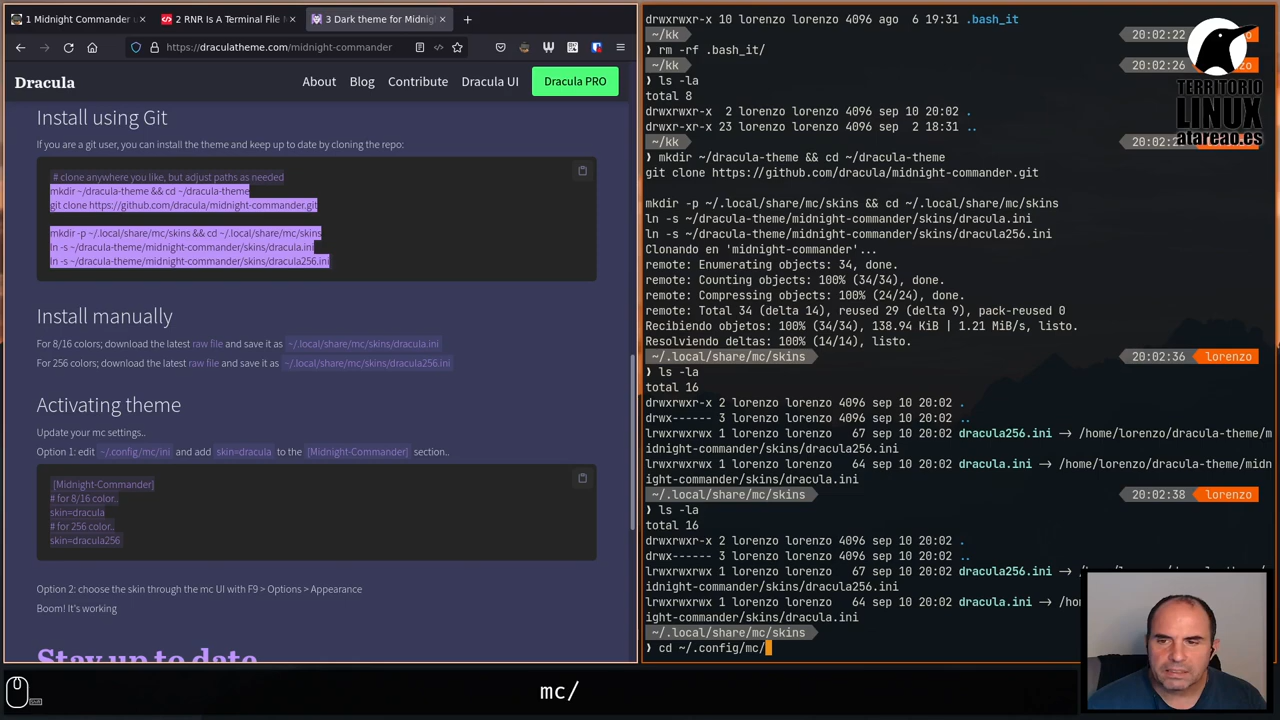 1 Midnight Commander u
2 RNR Is A Terminal File M
3 Dark theme for Midnig
https://draculatheme.com/midnight-commander
Dracula
About
Blog
Contribute
Dracula UI
Dracula PRO
Install using Git
If you are a git user, you can install the theme and keep up to date by cloning the repo:
# clone anywhere you like, but adjust paths as needed
mkdir ~/dracula-theme && cd ~/dracula-theme
git clone https://github.com/dracula/midnight-commander.git
mkdir -p ~/.local/share/mc/skins && cd ~/.local/share/mc/skins
ln -s ~/dracula-theme/midnight-commander/skins/dracula.ini
ln -s ~/dracula-theme/midnight-commander/skins/dracula256.ini
Install manually
For 8/16 colors; download the latest raw file and save it as ~/.local/share/mc/skins/dracula.ini
For 256 colors; download the latest raw file and save it as ~/.local/share/mc/skins/dracula256.ini
Activating theme
Update your mc settings..
Option 1: edit ~/.config/mc/ini and add skin=dracula to the [Midnight-Commander] section..
[Midnight-Commander]
# for 8/16 color..
skin=dracula
# for 256 color..
skin=dracula256
Option 2: choose the skin through the mc UI with F9 > Options > Appearance
Boom! It's working
Stay up to date
drwxrwxr-x 10 lorenzo lorenzo 4096 ago  6 19:31 .bash_it
~/kk 20:02:22
❯ rm -rf .bash_it/
~/kk 20:02:26
❯ ls -la
total 8
drwxrwxr-x  2 lorenzo lorenzo 4096 sep 10 20:02 .
drwxrwxr-x 23 lorenzo lorenzo 4096 sep  2 18:31 ..
~/kk 20:02:2
❯ mkdir ~/dracula-theme && cd ~/dracula-theme
git clone https://github.com/dracula/midnight-commander.git
mkdir -p ~/.local/share/mc/skins && cd ~/.local/share/mc/skins
ln -s ~/dracula-theme/midnight-commander/skins/dracula.ini
ln -s ~/dracula-theme/midnight-commander/skins/dracula256.ini
Clonando en 'midnight-commander'...
remote: Enumerating objects: 34, done.
remote: Counting objects: 100% (34/34), done.
remote: Compressing objects: 100% (24/24), done.
remote: Total 34 (delta 14), reused 29 (delta 9), pack-reused 0
Recibiendo objetos: 100% (34/34), 138.94 KiB | 1.21 MiB/s, listo.
Resolviendo deltas: 100% (14/14), listo.
~/.local/share/mc/skins 20:02:36 lorenzo
❯ ls -la
total 16
drwxrwxr-x 2 lorenzo lorenzo 4096 sep 10 20:02 .
drwx------ 3 lorenzo lorenzo 4096 sep 10 20:02 ..
lrwxrwxrwx 1 lorenzo lorenzo   67 sep 10 20:02 dracula256.ini -> /home/lorenzo/dracula-theme/m
idnight-commander/skins/dracula256.ini
lrwxrwxrwx 1 lorenzo lorenzo   64 sep 10 20:02 dracula.ini -> /home/lorenzo/dracula-theme/midn
ight-commander/skins/dracula.ini
~/.local/share/mc/skins 20:02:38 lorenzo
❯ ls -la
total 16
drwxrwxr-x 2 lorenzo lorenzo 4096 sep 10 20:02 .
drwx------ 3 lorenzo lorenzo 4096 sep 10 20:02 ..
lrwxrwxrwx 1 lorenzo lorenzo   67 sep 10 20:02 dracula256.ini ->
idnight-commander/skins/dracula256.ini
lrwxrwxrwx 1 lorenzo lorenzo   64 sep 10 20:02 dracula.ini -> /ho
ight-commander/skins/dracula.ini
~/.local/share/mc/skins
❯ cd ~/.config/mc/
TERRITORIO
LINUX
atareao.es
mc/